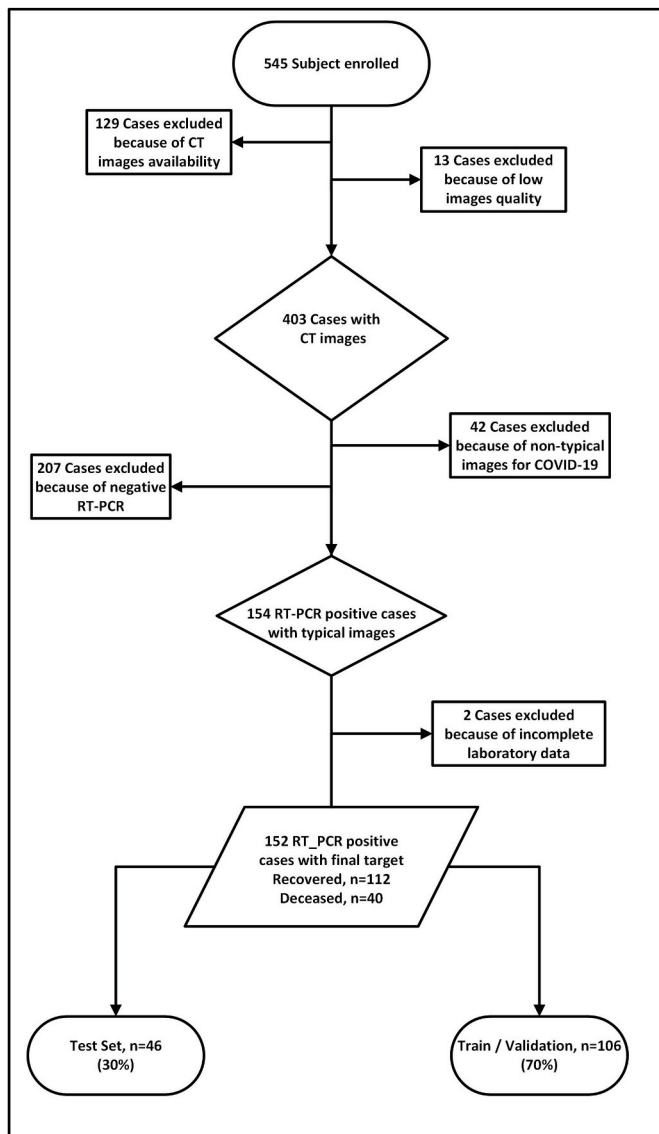 545 Subject enrolled
129 Cases excluded
because of CT
images availability
13 Cases excluded
because of low
images quality
403 Cases with
CT images
42 Cases excluded
because of non-typical
images for COVID-19
207 Cases excluded
because of negative
RT-PCR
154 RT-PCR positive cases
with typical images
2 Cases excluded
because of incomplete
laboratory data
152 RT_PCR positive
cases with final target
Recovered, n=112
Deceased, n=40
Test Set, n=46
(30%)
Train / Validation, n=106
(70%)